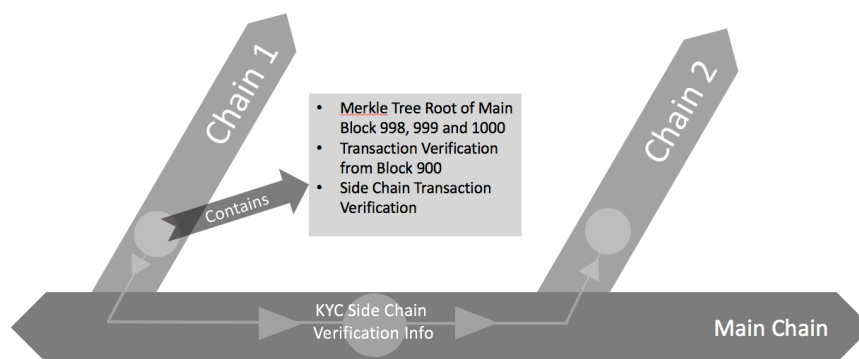 Chain 1
Chain 2
• Merkle Tree Root of Main
Block 998, 999 and 1000
• Transaction Verification
from Block 900
• Side Chain Transaction
Verification
Contains
KYC Side Chain
Verification Info
Main Chain